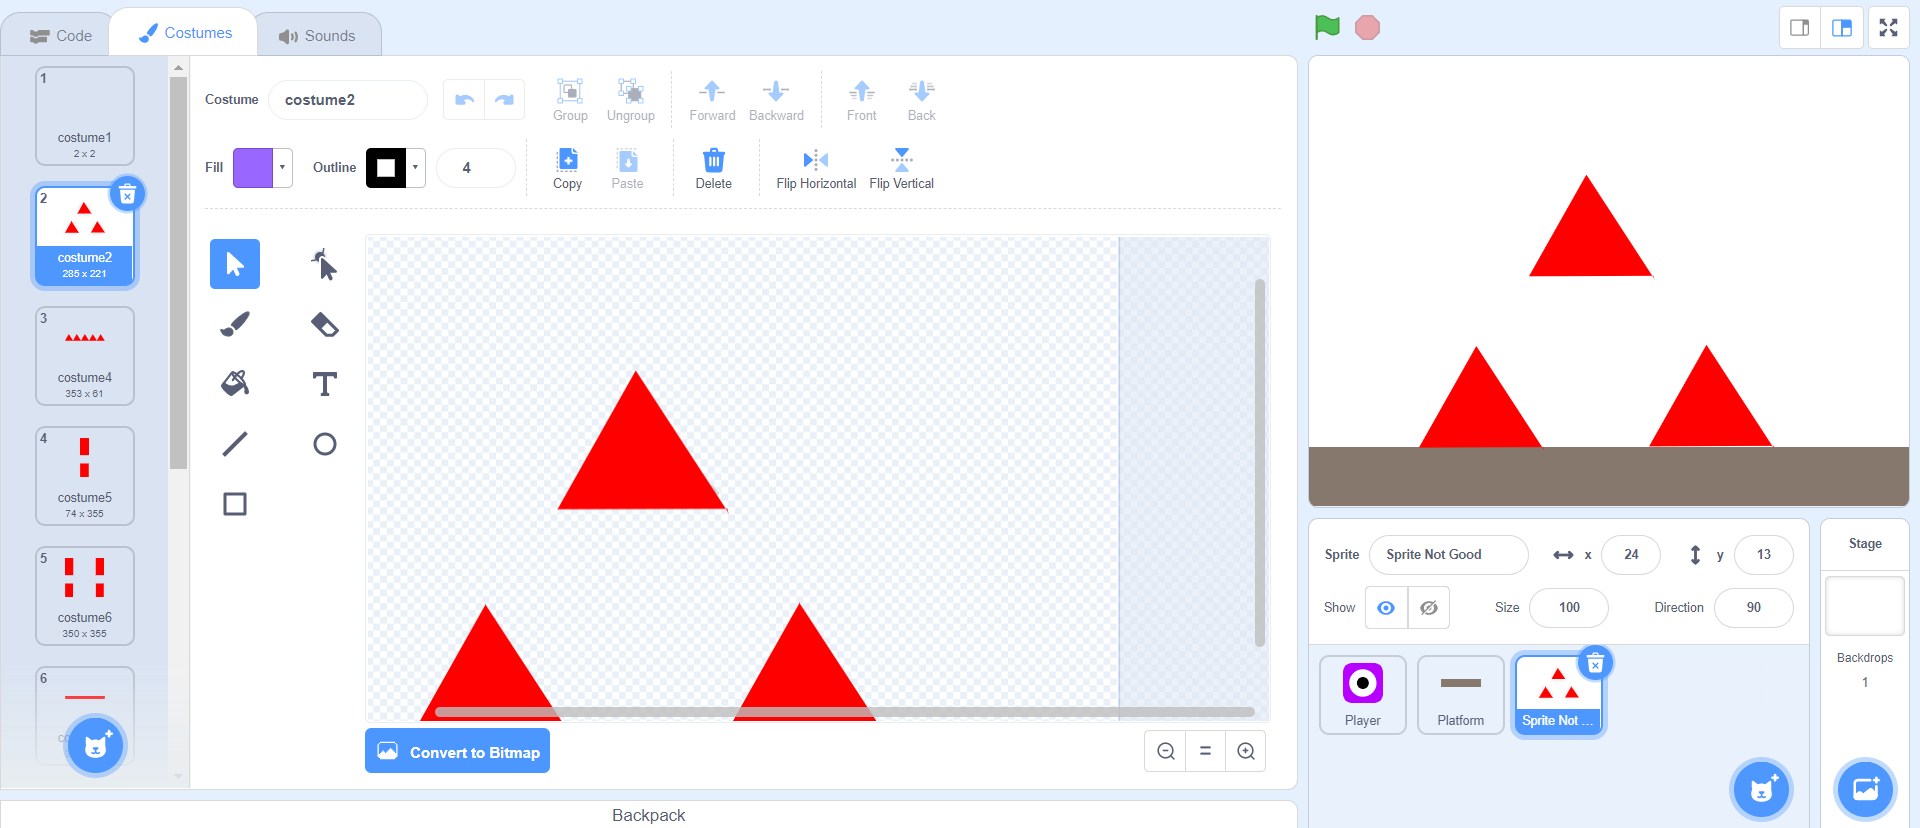 Code
Costumes
Sounds
1
costume1
2 x 2
2
costume2
285 x 221
3
costume4
353 x 61
4
costume5
74 x 355
5
costume6
350 x 355
6
Costume
costume2
Group
Ungroup
Forward
Backward
Front
Back
Fill
Outline
4
Copy
Paste
Delete
Flip Horizontal
Flip Vertical
T
Convert to Bitmap
Backpack
Sprite
Sprite Not Good
x
24
y
13
Show
Size
100
Direction
90
Player
Platform
Sprite Not ...
Stage
Backdrops
1